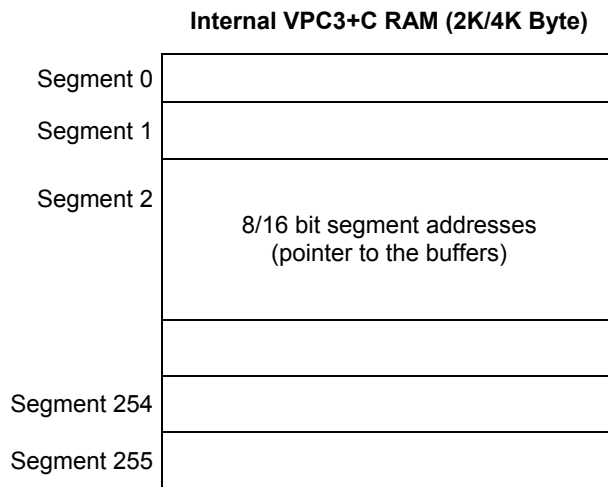 Internal VPC3+C RAM (2K/4K Byte)
Segment 0
Segment 1
Segment 2
8/16 bit segment addresses
(pointer to the buffers)
Segment 254
Segment 255